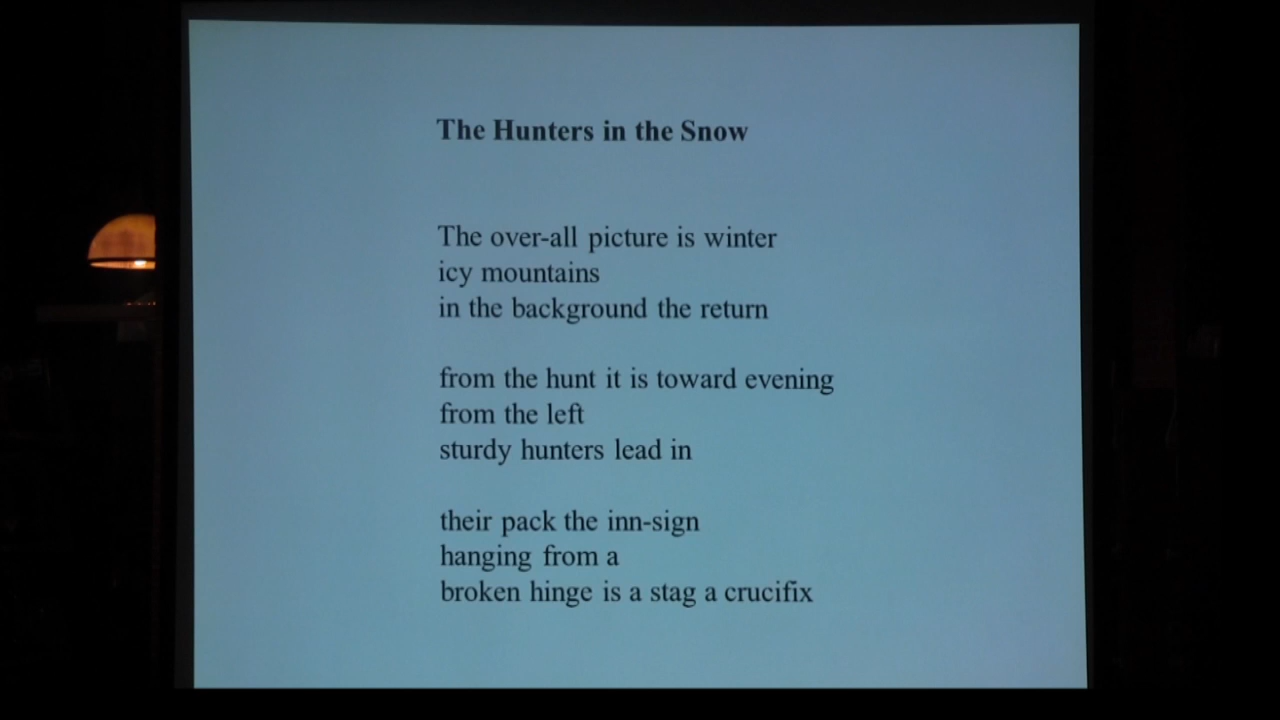 The Hunters in the Snow
The over-all picture is winter
icy mountains
in the background the return
from the hunt it is toward evening
from the left
sturdy hunters lead in
their pack the inn-sign
hanging from a
broken hinge is a stag a crucifix